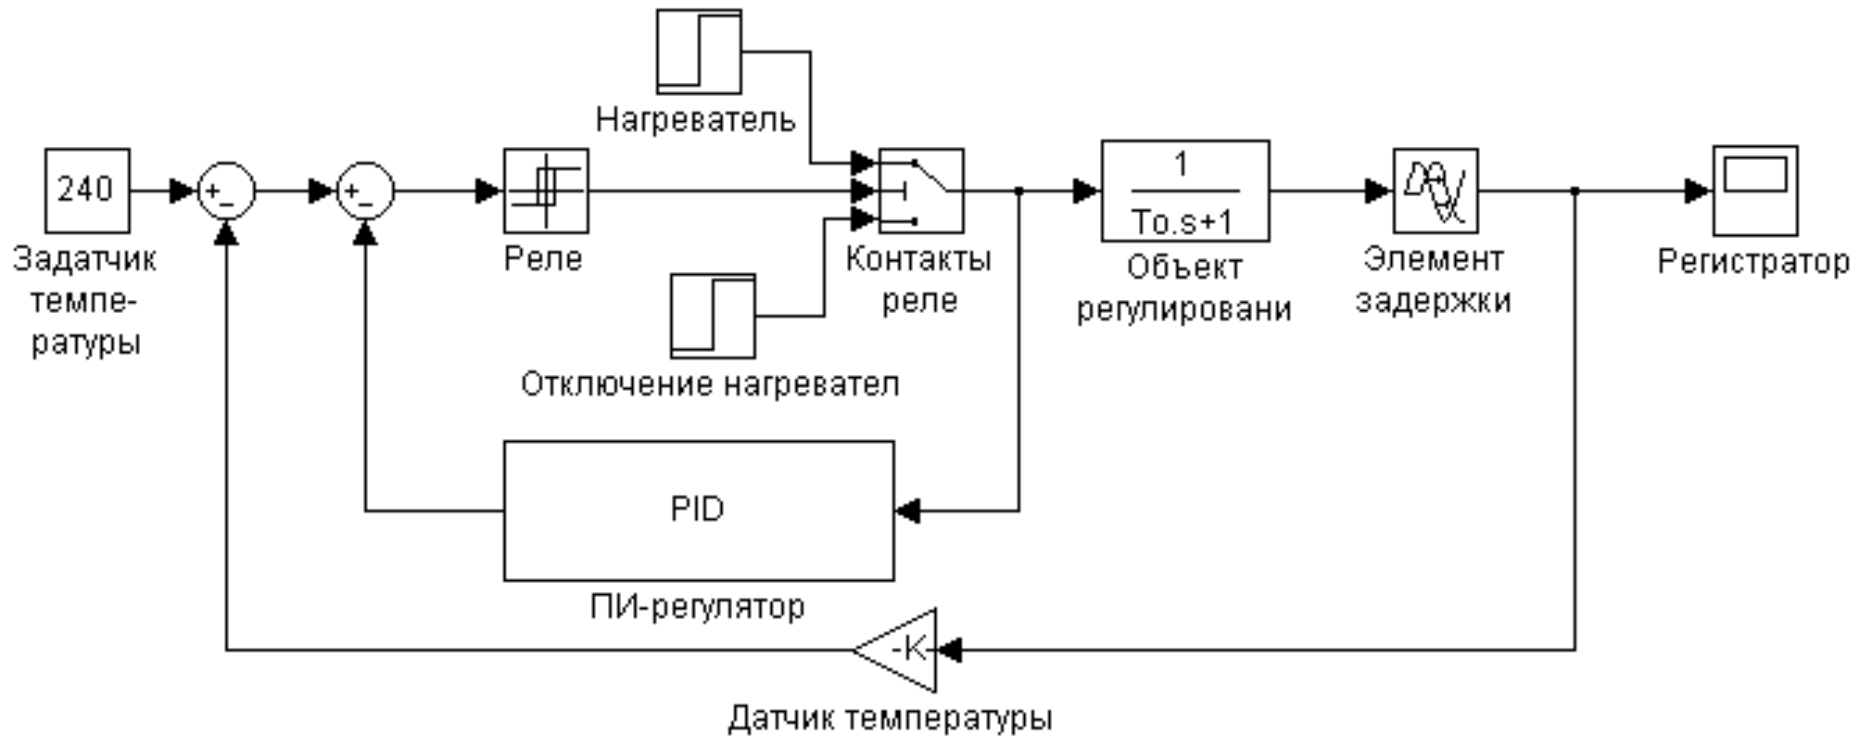 Нагреватель
240
+
−
+
−
Задатчик
темпе-
ратуры
Реле
Контакты
реле
1
To.s+1
Объект
регулировани
Элемент
задержки
Регистратор
Отключение нагревател
PID
ПИ-регулятор
-K-
Датчик температуры